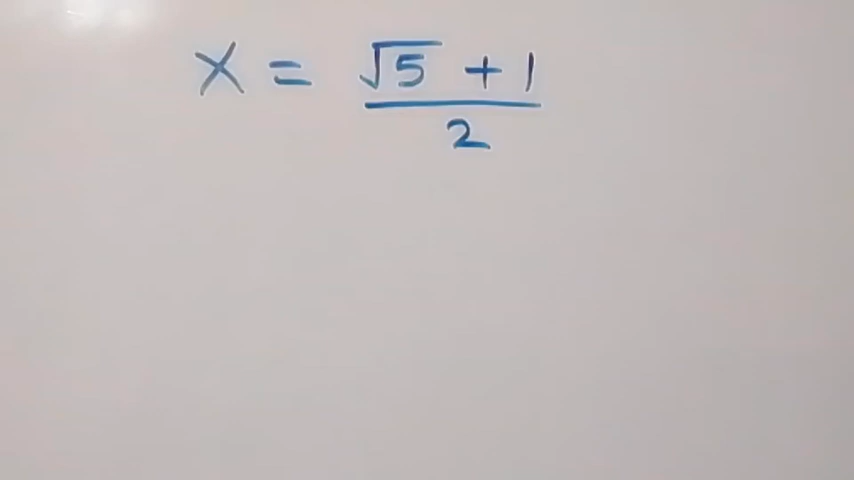 x = (√5 + 1)/2